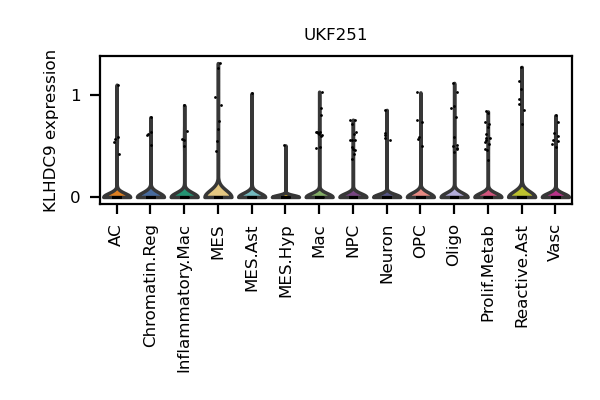 UKF251
KLHDC9 expression
1
0
AC
Chromatin.Reg
Inflammatory.Mac
MES
MES.Ast
MES.Hyp
Mac
NPC
Neuron
OPC
Oligo
Prolif.Metab
Reactive.Ast
Vasc